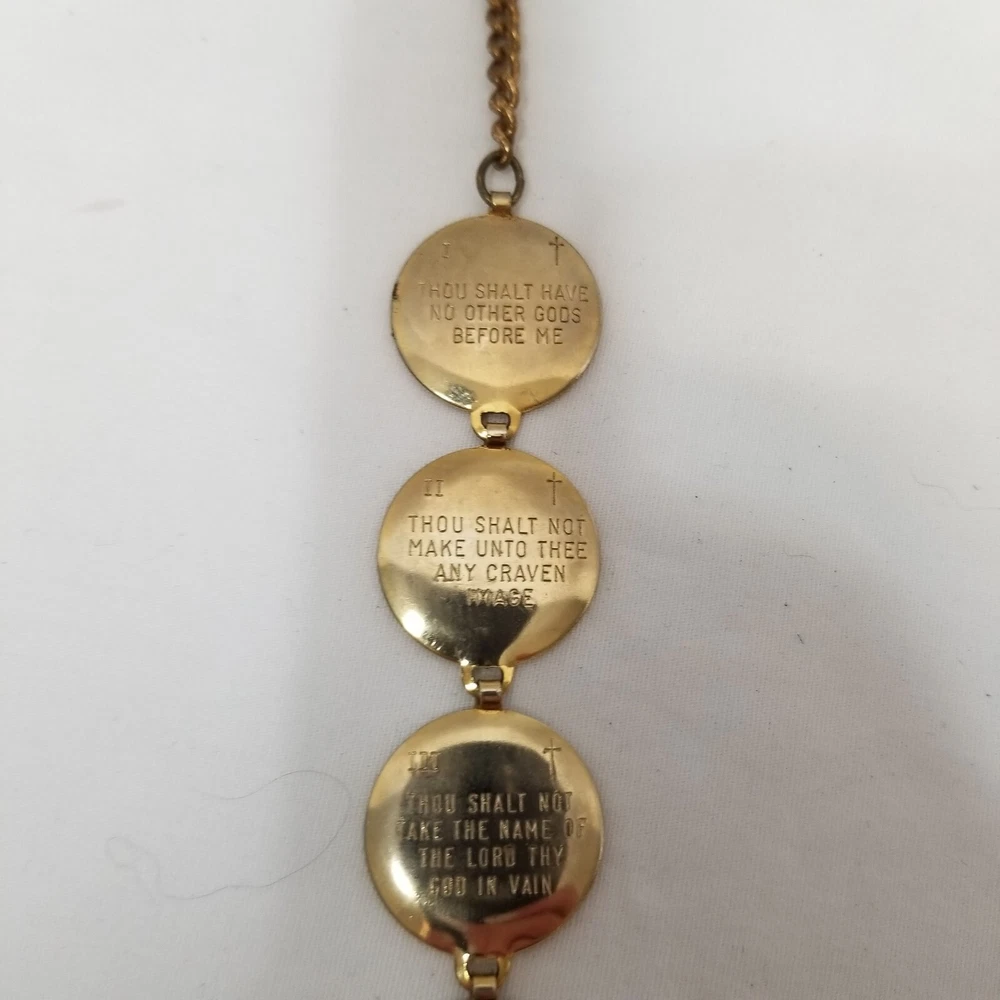 I †
THOU SHALT HAVE
NO OTHER GODS
BEFORE ME
II †
THOU SHALT NOT
MAKE UNTO THEE
ANY CRAVEN
IMAGE
III †
THOU SHALT NOT
TAKE THE NAME OF
THE LORD THY
GOD IN VAIN